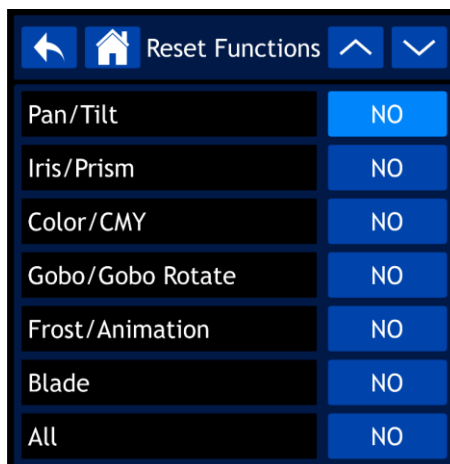 Reset Functions
Pan/Tilt NO
Iris/Prism NO
Color/CMY NO
Gobo/Gobo Rotate NO
Frost/Animation NO
Blade NO
All NO